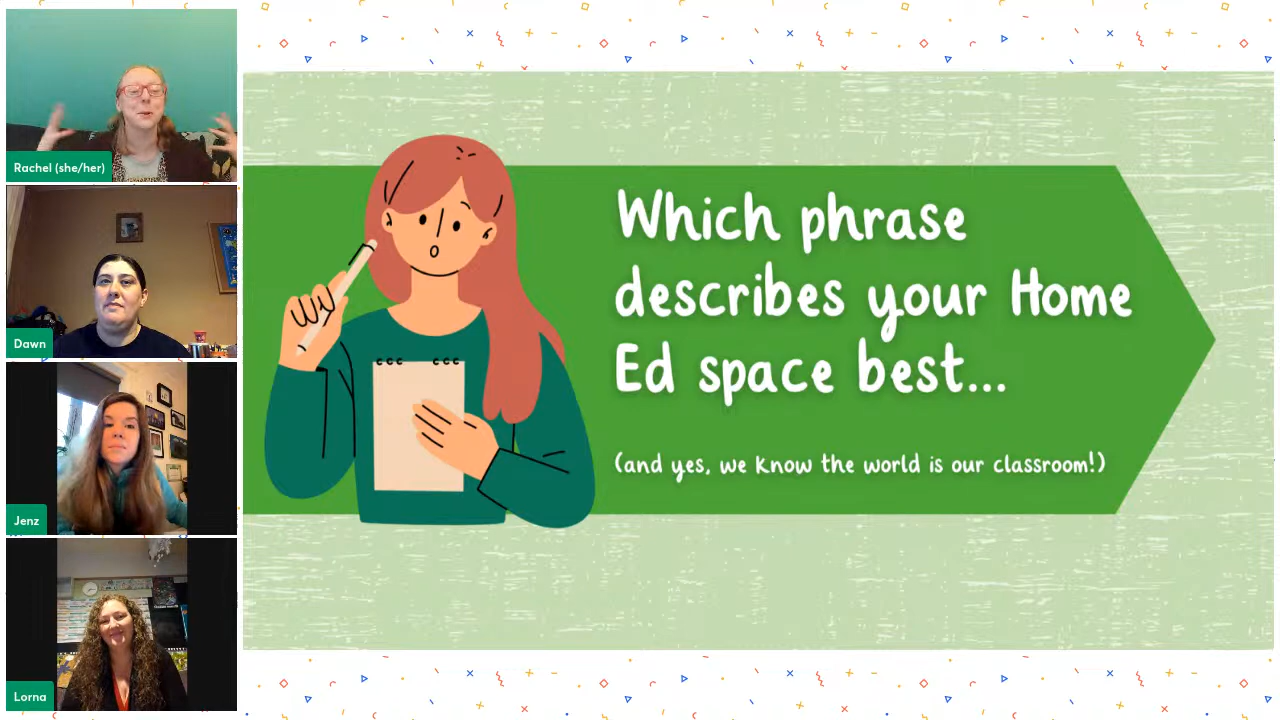 Rachel (she/her)
Dawn
Jenz
Lorna
Which phrase
describes your Home
Ed space best...
(and yes, we know the world is our classroom!)